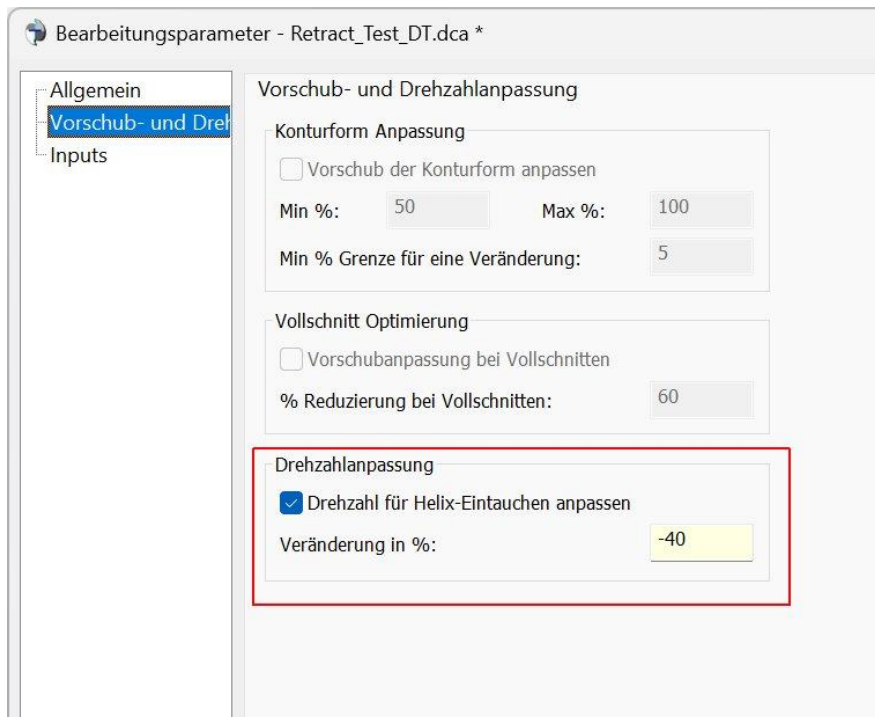 Bearbeitungsparameter - Retract_Test_DT.dca *
Allgemein
Vorschub- und Dreh
Inputs
Vorschub- und Drehzahlanpassung
Konturform Anpassung
Vorschub der Konturform anpassen
Min %: 50 Max %: 100
Min % Grenze für eine Veränderung: 5
Vollschnitt Optimierung
Vorschubanpassung bei Vollschnitten
% Reduzierung bei Vollschnitten: 60
Drehzahlanpassung
Drehzahl für Helix-Eintauchen anpassen
Veränderung in %: -40